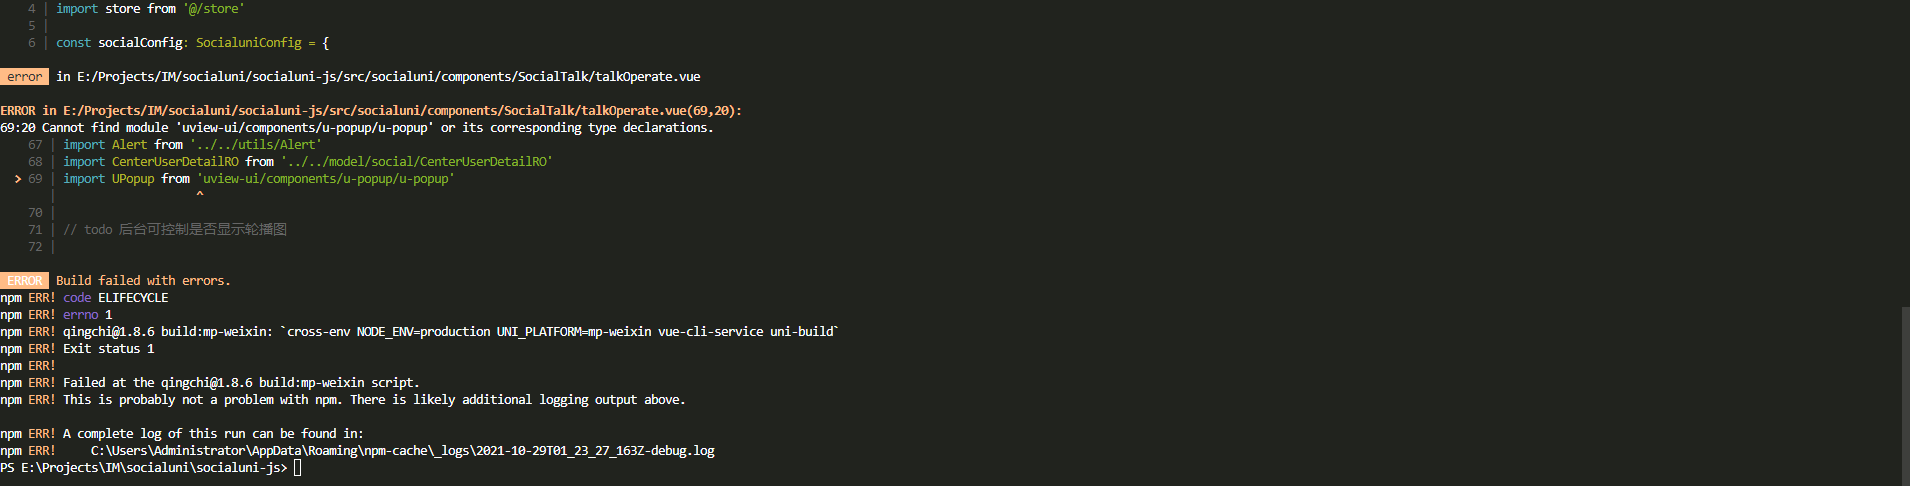 4 | import store from '@/store'
5 |
6 | const socialConfig: SocialuniConfig = {
error in E:/Projects/IM/socialuni/socialuni-js/src/socialuni/components/SocialTalk/talkOperate.vue
ERROR in E:/Projects/IM/socialuni/socialuni-js/src/socialuni/components/SocialTalk/talkOperate.vue(69,20):
69:20 Cannot find module 'uview-ui/components/u-popup/u-popup' or its corresponding type declarations.
67 | import Alert from '../../utils/Alert'
68 | import CenterUserDetailRO from '../../model/social/CenterUserDetailRO'
> 69 | import UPopup from 'uview-ui/components/u-popup/u-popup'
| ^
70 |
71 | // todo 后台可控制是否显示轮播图
72 |
ERROR Build failed with errors.
npm ERR! code ELIFECYCLE
npm ERR! errno 1
npm ERR! qingchi@1.8.6 build:mp-weixin: `cross-env NODE_ENV=production UNI_PLATFORM=mp-weixin vue-cli-service uni-build`
npm ERR! Exit status 1
npm ERR!
npm ERR! Failed at the qingchi@1.8.6 build:mp-weixin script.
npm ERR! This is probably not a problem with npm. There is likely additional logging output above.
npm ERR! A complete log of this run can be found in:
npm ERR! C:\Users\Administrator\AppData\Roaming\npm-cache\_logs\2021-10-29T01_23_27_163Z-debug.log
PS E:\Projects\IM\socialuni\socialuni-js>